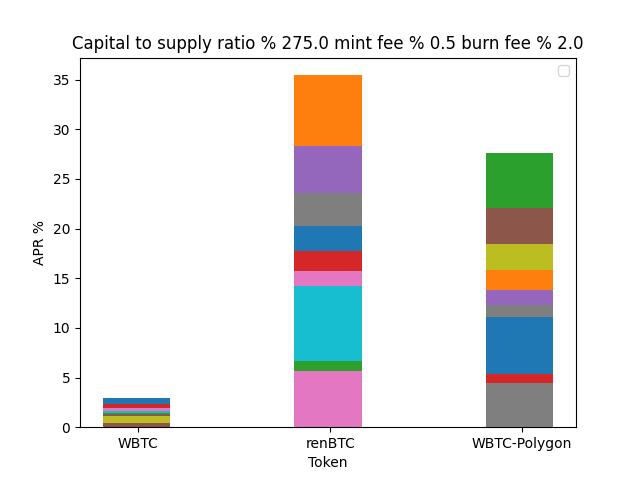 Capital to supply ratio % 275.0 mint fee % 0.5 burn fee % 2.0
35
30
25
20
15
10
5
0
APR %
WBTC renBTC WBTC-Polygon
Token